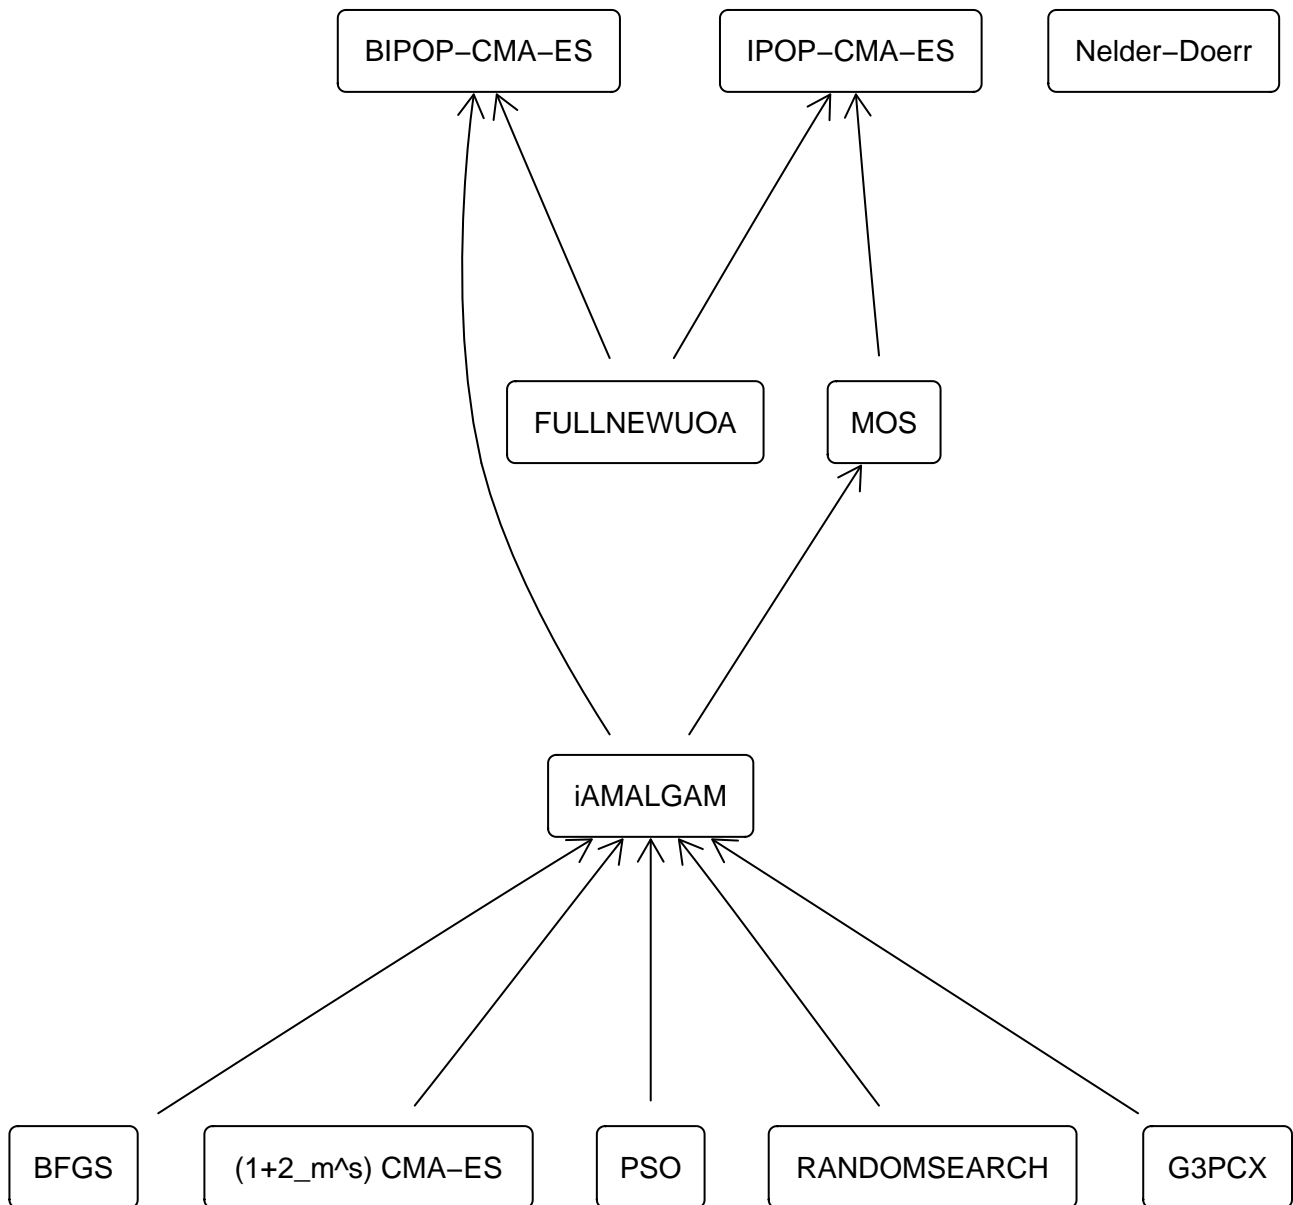 BIPOP−CMA−ES
IPOP−CMA−ES
Nelder−Doerr
FULLNEWUOA
MOS
iAMALGAM
BFGS
(1+2_m^s) CMA−ES
PSO
RANDOMSEARCH
G3PCX